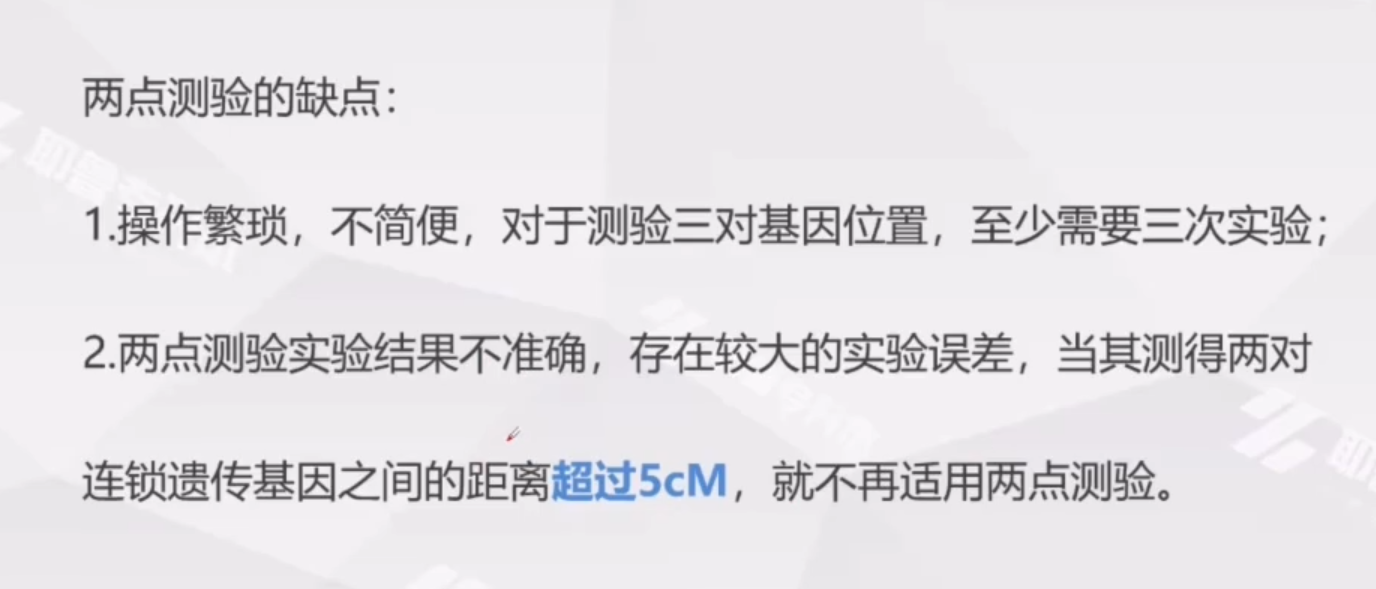 两点测验的缺点：
1.操作繁琐，不简便，对于测验三对基因位置，至少需要三次实验；
2.两点测验实验结果不准确，存在较大的实验误差，当其测得两对
连锁遗传基因之间的距离超过5cM，就不再适用两点测验。